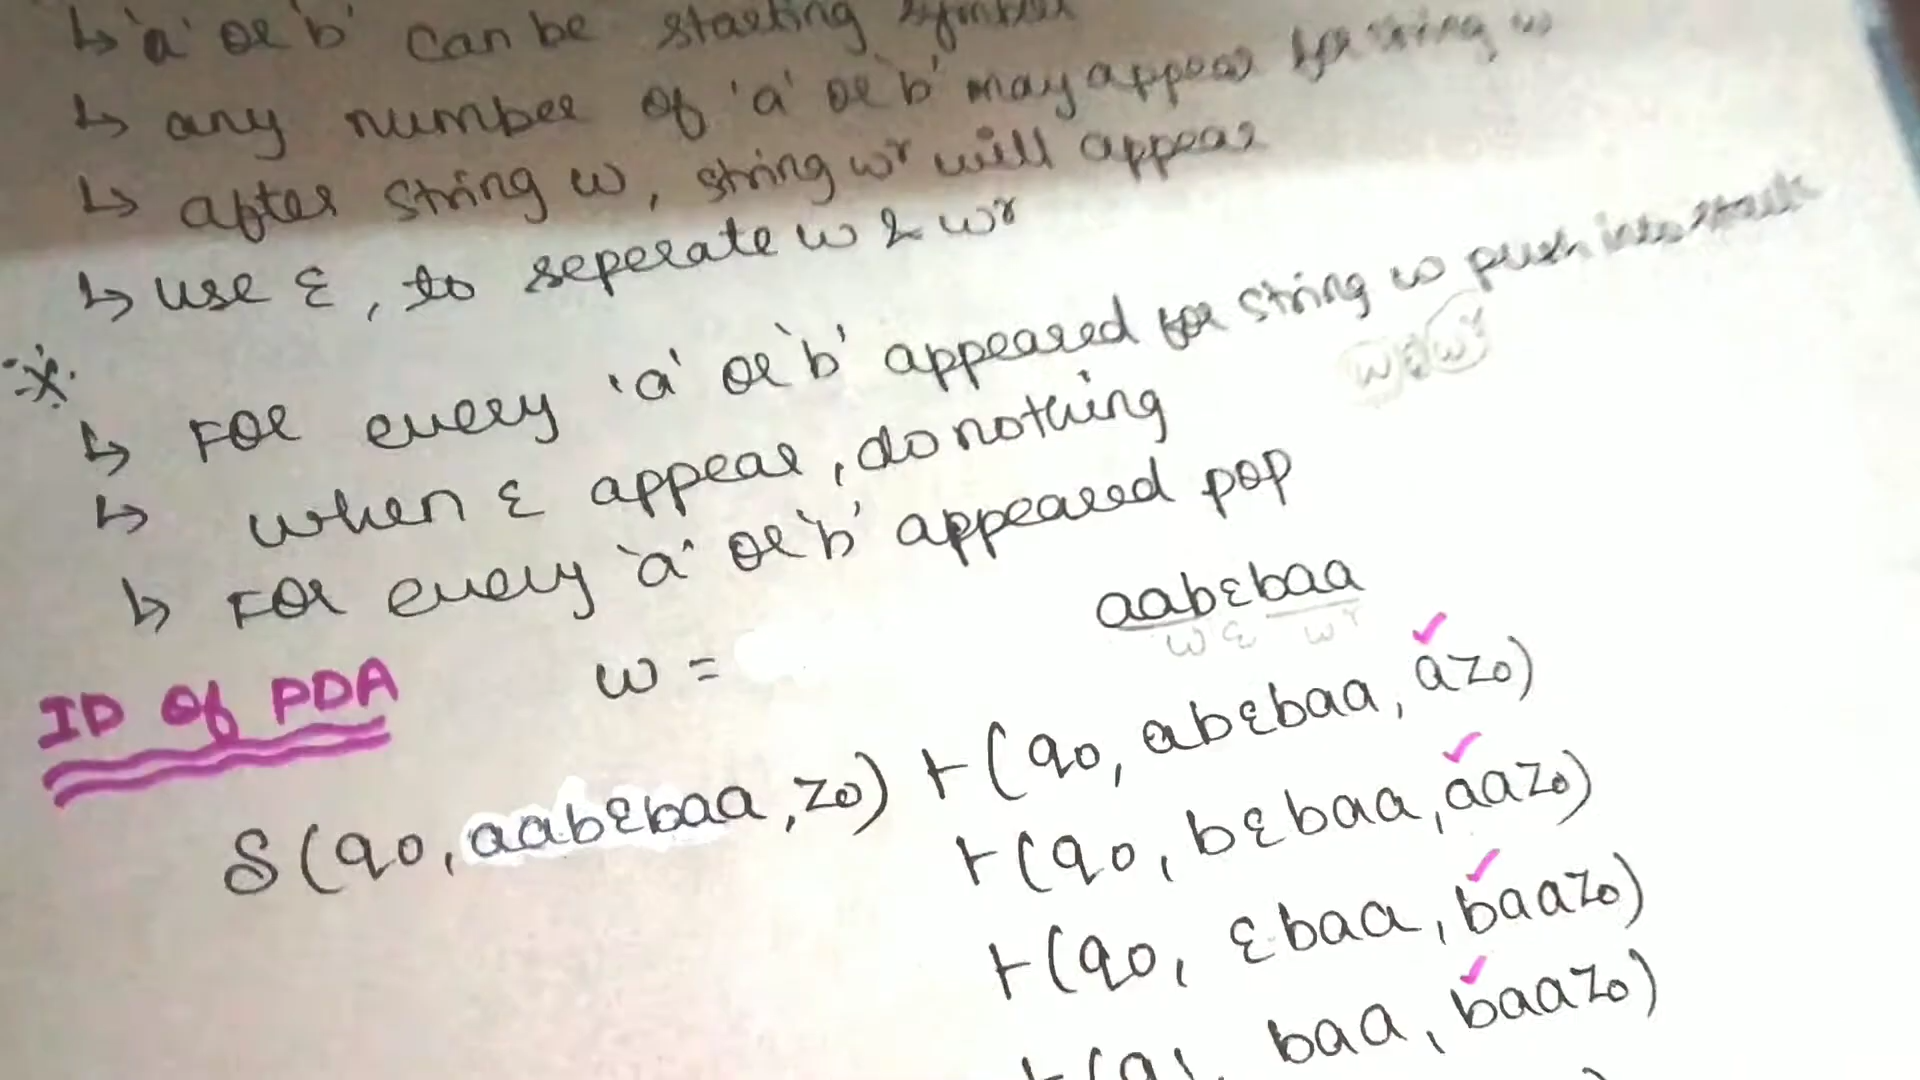 ↳ 'a' or 'b' can be starting symbol
↳ any number of 'a' or 'b' may appear for string w
↳ after string w, string wʳ will appear
↳ use ε, to seperate w & wʳ
↳ For every 'a' or 'b' appeared for string w push into stack
w ε wʳ
↳ when ε appear, do nothing
↳ For every 'a' or 'b' appeared pop
aabεbaa
w ε wʳ
w =
ID of PDA
δ(q0, aabεbaa, z0) ⊢ (q0, abεbaa, az0)
⊢ (q0, bεbaa, aaz0)
⊢ (q0, εbaa, baaz0)
⊢ (q1, baa, baaz0)